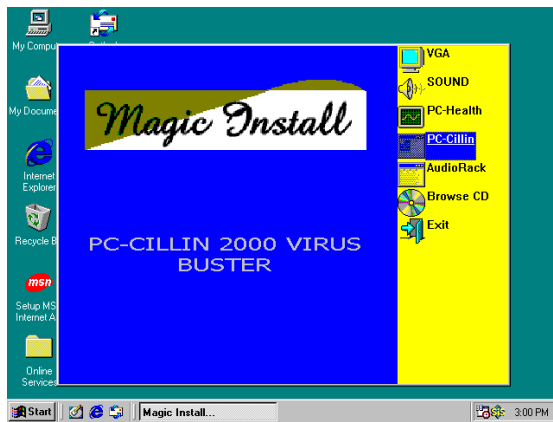 My Compu
Outlook
My Docume
Internet
Explorer
Recycle B
msn
Setup MS
Internet A
Online
Services
Magic Install
PC-CILLIN 2000 VIRUS
BUSTER
VGA
SOUND
PC-Health
PC-Cillin
AudioRack
Browse CD
Exit
Start
Magic Install...
3:00 PM